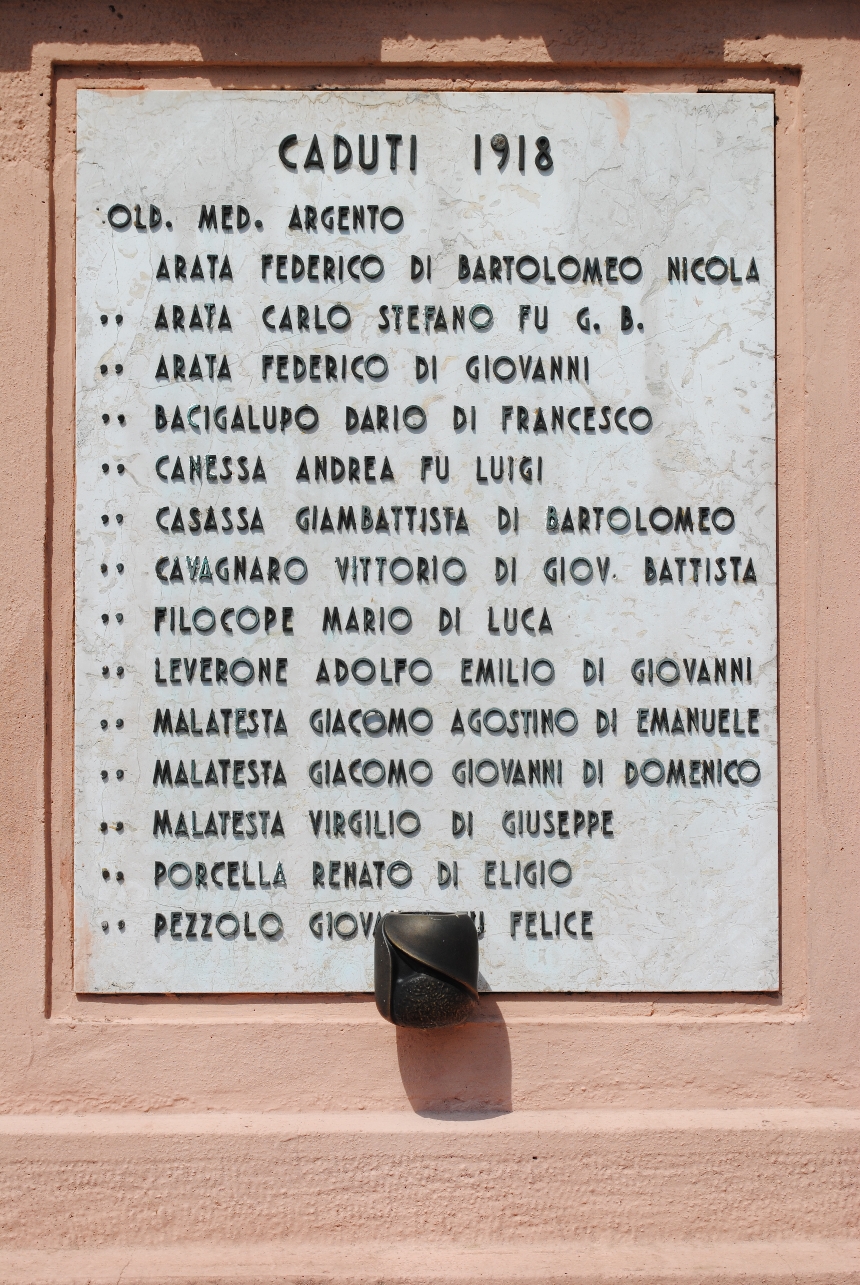 CADUTI 1918
OLD. MED. ARGENTO
ARATA FEDERICO DI BARTOLOMEO NICOLA
,, ARATA CARLO STEFANO FU G. B.
,, ARATA FEDERICO DI GIOVANNI
,, BACIGALUPO DARIO DI FRANCESCO
,, CANESSA ANDREA FU LUIGI
,, CASASSA GIAMBATTISTA DI BARTOLOMEO
,, CAVAGNARO VITTORIO DI GIOV. BATTISTA
,, FILOCOPE MARIO DI LUCA
,, LEVERONE ADOLFO EMILIO DI GIOVANNI
,, MALATESTA GIACOMO AGOSTINO DI EMANUELE
,, MALATESTA GIACOMO GIOVANNI DI DOMENICO
,, MALATESTA VIRGILIO DI GIUSEPPE
,, PORCELLA RENATO DI ELIGIO
,, PEZZOLO FELICE